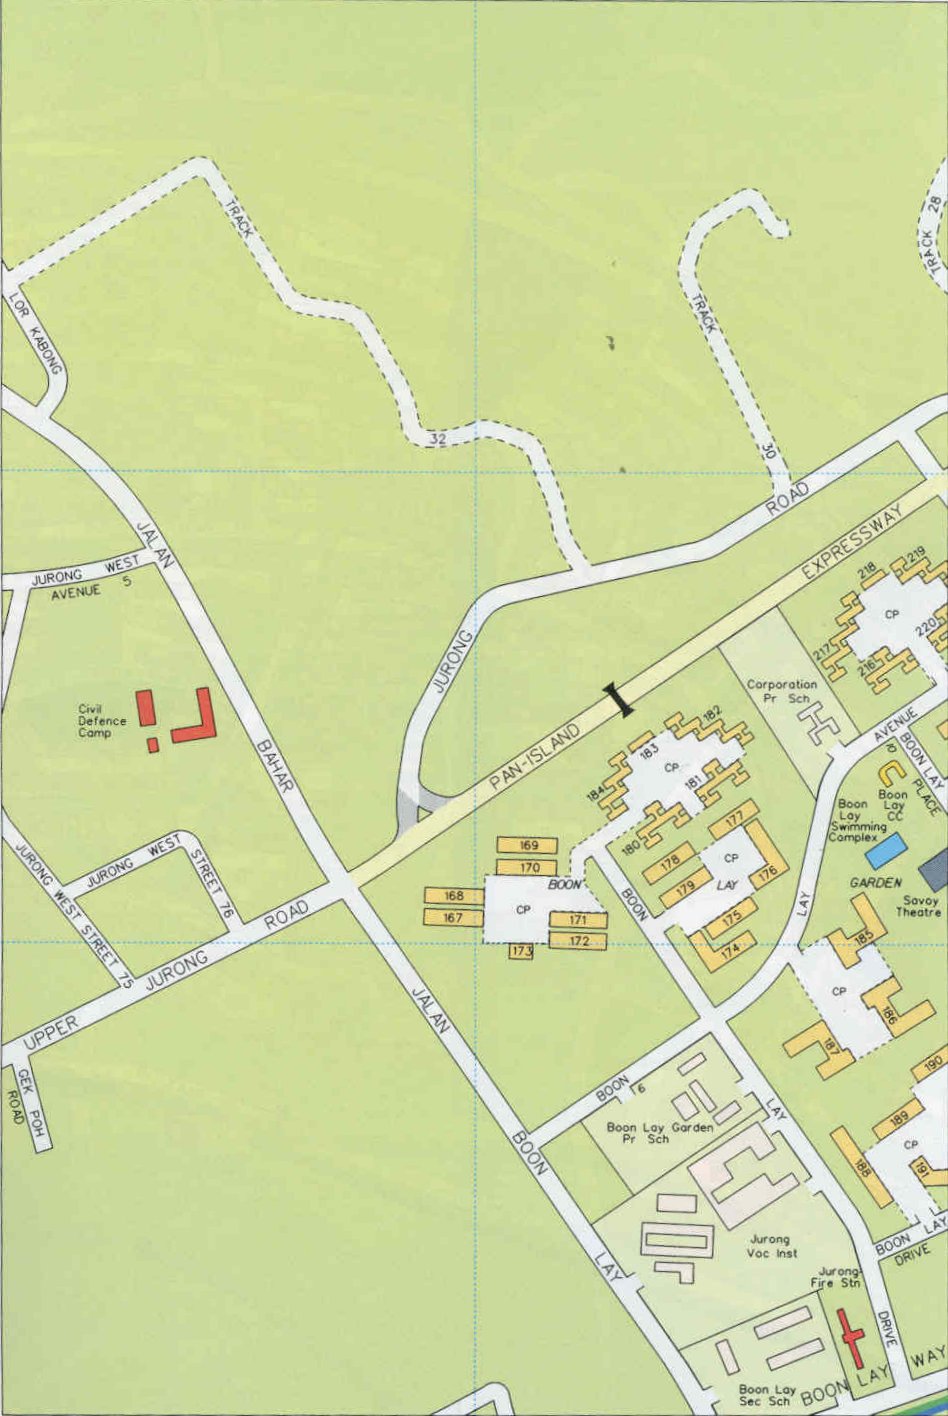 TRACK
32
TRACK
30
TRACK 28
LOR KABONG
JALAN
JURONG WEST
AVENUE 5
ROAD
EXPRESSWAY
218
219
CP
217
216
220
JURONG
Civil
Defence
Camp
Corporation
Pr Sch
AVENUE
BOON LAY
PLACE
BAHAR
PAN-ISLAND
182
183
CP
184
181
180
10
Boon
Lay
CC
Boon
Lay
Swimming
Complex
177
178
CP
179
LAY
176
175
174
169
170
BOON
168
167
CP
171
172
173
BOON
LAY
GARDEN
Savoy
Theatre
JURONG WEST
STREET 76
JURONG WEST STREET 75
UPPER
JURONG
ROAD
185
CP
186
187
190
189
188
CP
191
GEK POH
ROAD
JALAN
BOON
LAY
BOON
9
LAY
DRIVE
Boon Lay Garden
Pr Sch
Jurong
Voc Inst
BOON LAY
DRIVE
Jurong
Fire Stn
Boon Lay
Sec Sch
BOON LAY WAY